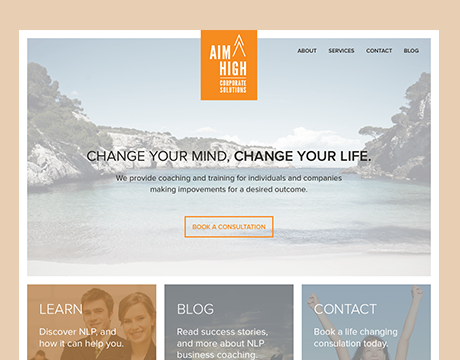 AIM
HIGH
CORPORATE
SOLUTIONS
ABOUT SERVICES CONTACT BLOG
CHANGE YOUR MIND, CHANGE YOUR LIFE.
We provide coaching and training for individuals and companies
making impovements for a desired outcome.
BOOK A CONSULTATION
LEARN
Discover NLP, and
how it can help you.
BLOG
Read success stories,
and more about NLP
business coaching.
CONTACT
Book a life changing
consulation today.